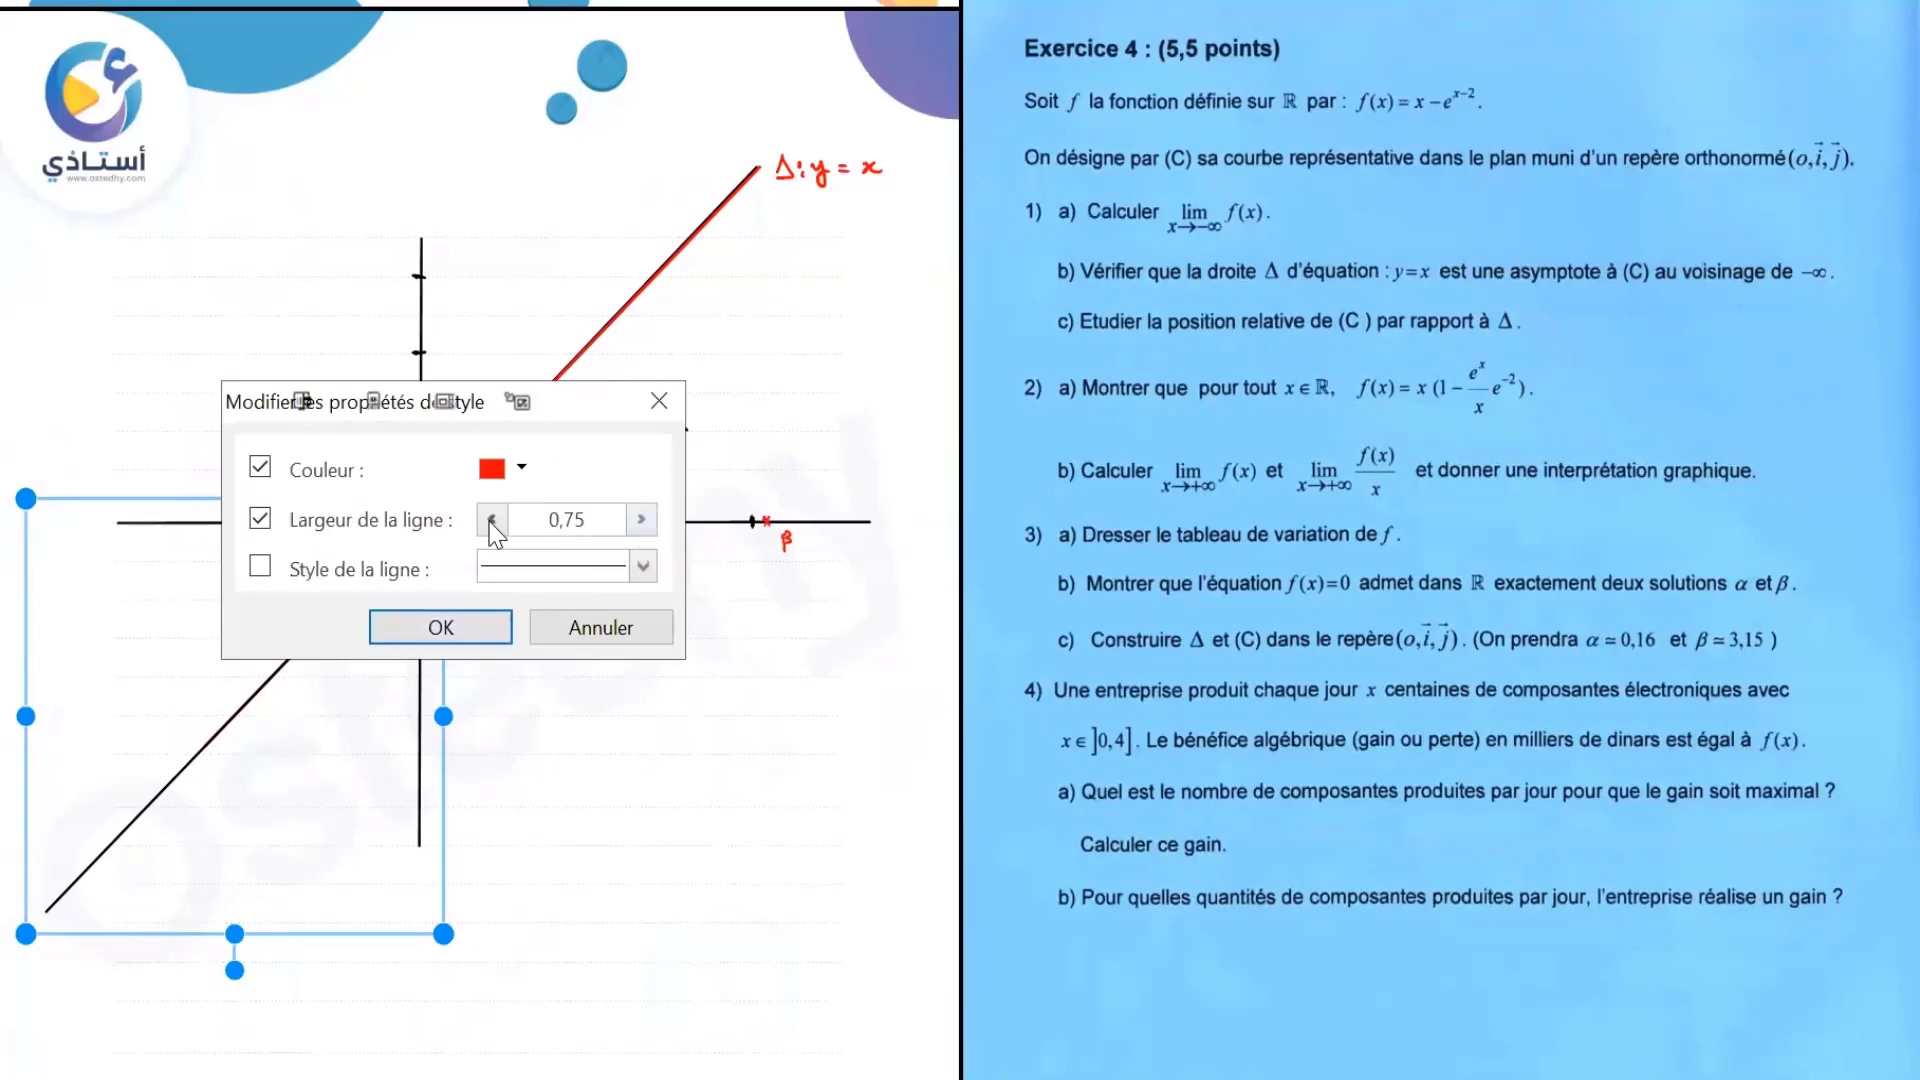 أستاذي
www.ostedhy.com
Δ: y = x
Modifier les propriétés de style
Couleur :
Largeur de la ligne :
0,75
Style de la ligne :
OK
Annuler
β
ostedhy
Exercice 4 : (5,5 points)
Soit f la fonction définie sur ℝ par : f(x) = x − e^{x−2}.
On désigne par (C) sa courbe représentative dans le plan muni d'un repère orthonormé (o, i⃗, j⃗).
1) a) Calculer lim_{x→−∞} f(x).
b) Vérifier que la droite Δ d'équation : y = x est une asymptote à (C) au voisinage de −∞.
c) Etudier la position relative de (C ) par rapport à Δ.
2) a) Montrer que pour tout x ∈ ℝ, f(x) = x (1 − e^x/x e^{−2}).
b) Calculer lim_{x→+∞} f(x) et lim_{x→+∞} f(x)/x et donner une interprétation graphique.
3) a) Dresser le tableau de variation de f.
b) Montrer que l'équation f(x)=0 admet dans ℝ exactement deux solutions α et β.
c) Construire Δ et (C) dans le repère (o, i⃗, j⃗). (On prendra α ≃ 0,16 et β ≃ 3,15 )
4) Une entreprise produit chaque jour x centaines de composantes électroniques avec
x ∈ ]0,4]. Le bénéfice algébrique (gain ou perte) en milliers de dinars est égal à f(x).
a) Quel est le nombre de composantes produites par jour pour que le gain soit maximal ?
Calculer ce gain.
b) Pour quelles quantités de composantes produites par jour, l'entreprise réalise un gain ?